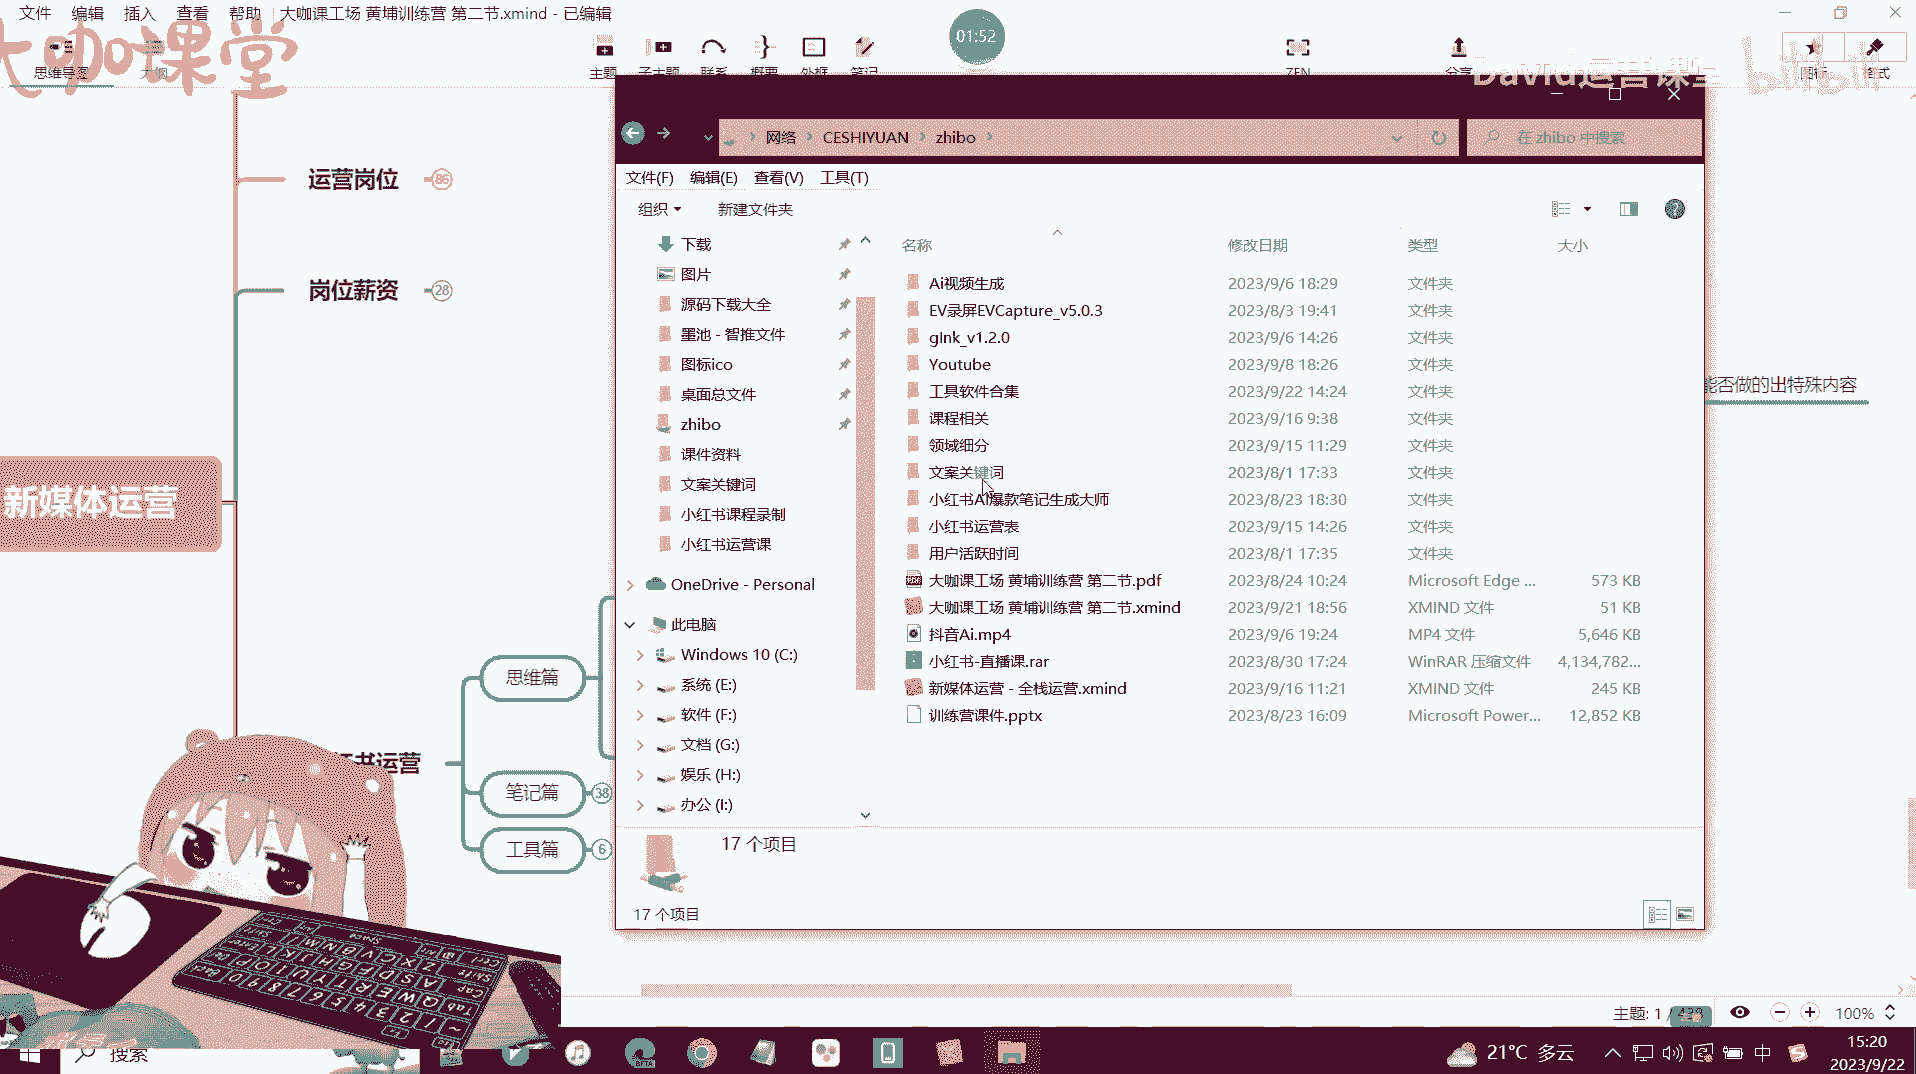 文件 编辑 插入 查看 帮助 大咖课工场 黄埔训练营 第二节.xmind - 已编辑
大咖课堂
01:52
思维导图 大纲 主题 子主题 联系 概要 外框 笔记 ZEN 分享 图标 格式
David运营课堂 bilibili
网络 CESHIYUAN zhibo
在 zhibo 中搜索
文件(F) 编辑(E) 查看(V) 工具(T)
组织 新建文件夹
运营岗位 86
岗位薪资 28
新媒体运营
书运营
思维篇
笔记篇 38
工具篇 6
能否做的出特殊内容
下载
图片
源码下载大全
墨池 - 智推文件
图标ico
桌面总文件
zhibo
课件资料
文案关键词
小红书课程录制
小红书运营课
OneDrive - Personal
此电脑
Windows 10 (C:)
系统 (E:)
软件 (F:)
文档 (G:)
娱乐 (H:)
办公 (I:)
名称 修改日期 类型 大小
Ai视频生成 2023/9/6 18:29 文件夹
EV录屏EVCapture_v5.0.3 2023/8/3 19:41 文件夹
gInk_v1.2.0 2023/9/6 14:26 文件夹
Youtube 2023/9/8 18:26 文件夹
工具软件合集 2023/9/22 14:24 文件夹
课程相关 2023/9/16 9:38 文件夹
领域细分 2023/9/15 11:29 文件夹
文案关键词 2023/8/1 17:33 文件夹
小红书AI爆款笔记生成大师 2023/8/23 18:30 文件夹
小红书运营表 2023/9/15 14:26 文件夹
用户活跃时间 2023/8/1 17:35 文件夹
大咖课工场 黄埔训练营 第二节.pdf 2023/8/24 10:24 Microsoft Edge ... 573 KB
大咖课工场 黄埔训练营 第二节.xmind 2023/9/21 18:56 XMIND 文件 51 KB
抖音Ai.mp4 2023/9/6 19:24 MP4 文件 5,646 KB
小红书-直播课.rar 2023/8/30 17:24 WinRAR 压缩文件 4,134,782...
新媒体运营 - 全栈运营.xmind 2023/9/16 11:21 XMIND 文件 245 KB
训练营课件.pptx 2023/8/23 16:09 Microsoft Power... 12,852 KB
17 个项目
17 个项目
主题: 1 / 100%
搜索
21°C 多云
中
15:20
2023/9/22